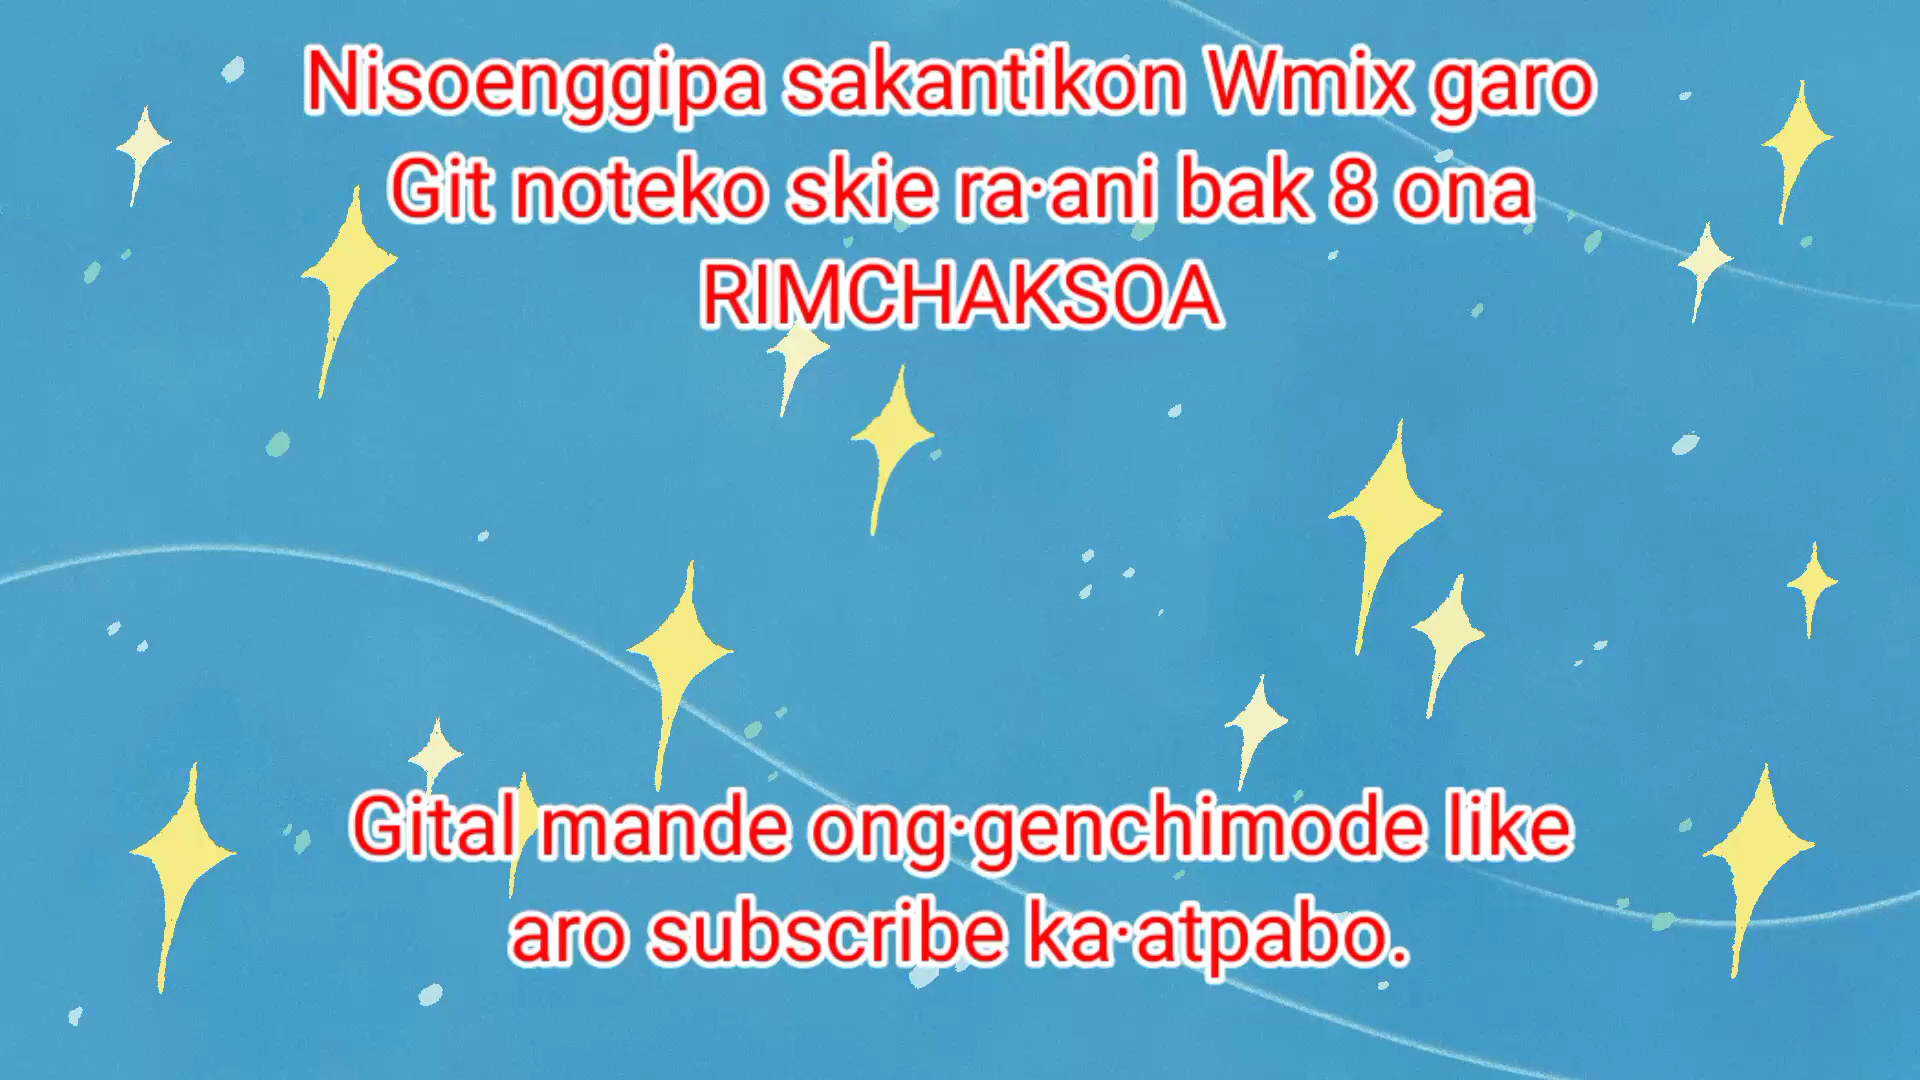 Nisoenggipa sakantikon Wmix garo
Git noteko skie ra·ani bak 8 ona
RIMCHAKSOA
Gital mande ong·genchimode like
aro subscribe ka·atpabo.